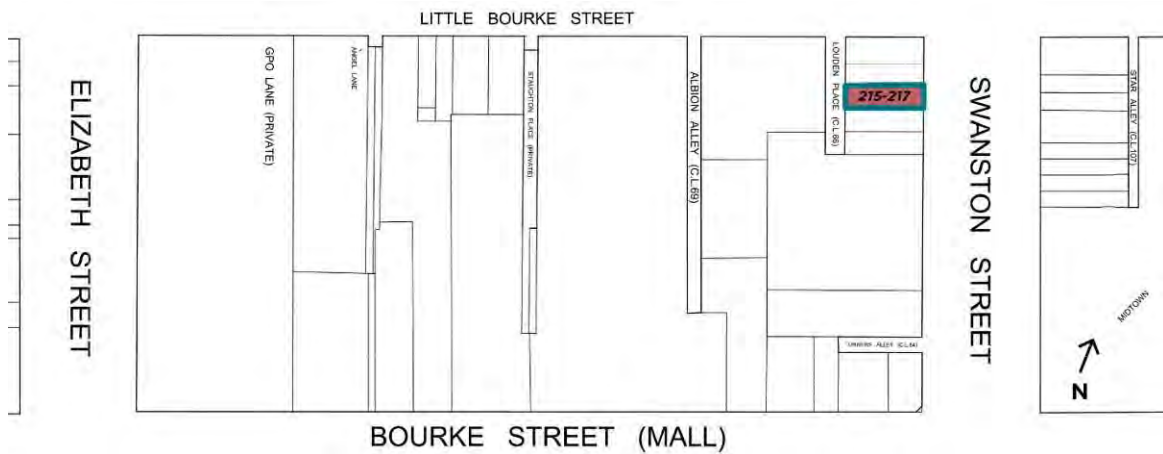 LITTLE BOURKE STREET
ELIZABETH STREET
GPO LANE (PRIVATE)
ANGEL LANE
STAUGHTON PLACE (PRIVATE)
ALBION ALLEY (C.L.69)
LOUDEN PLACE (C.L.66)
215-217
SWANSTON STREET
STAR ALLEY (C.L.107)
MIDTOWN
N
BOURKE STREET (MALL)